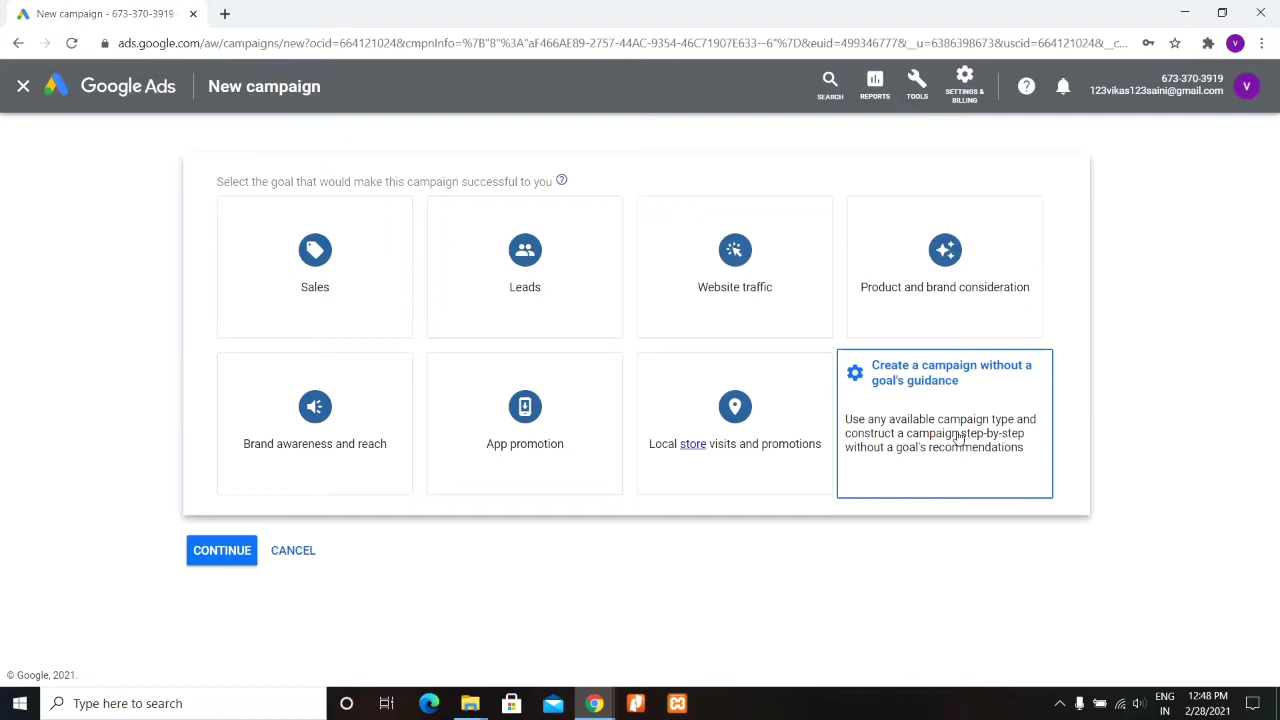 New campaign - 673-370-3919 -
ads.google.com/aw/campaigns/new?ocid=664121024&cmpnInfo=%7B"8"%3A"aF466AE89-2757-44AC-9354-46C71907E633--6"%7D&euid=499346777&__u=6386398673&uscid=664121024&__c...
V
Google Ads
New campaign
SEARCH
REPORTS
TOOLS
SETTINGS &
BILLING
673-370-3919
123vikas123saini@gmail.com
V
Select the goal that would make this campaign successful to you
Sales
Leads
Website traffic
Product and brand consideration
Brand awareness and reach
App promotion
Local store visits and promotions
Create a campaign without a
goal's guidance
Use any available campaign type and
construct a campaign step-by-step
without a goal's recommendations
CONTINUE
CANCEL
© Google, 2021.
Type here to search
ENG
IN
12:48 PM
2/28/2021